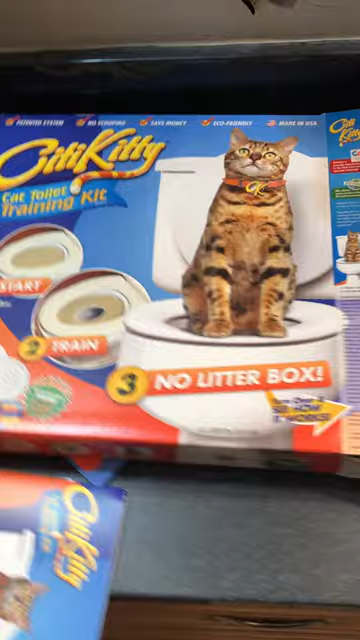 PATENTED SYSTEM
NO SCOOPING
SAVE MONEY
ECO-FRIENDLY
MADE IN USA
CitiKitty
Cat Toilet
Training Kit
START
2 TRAIN
3 NO LITTER BOX!
CitiKitty